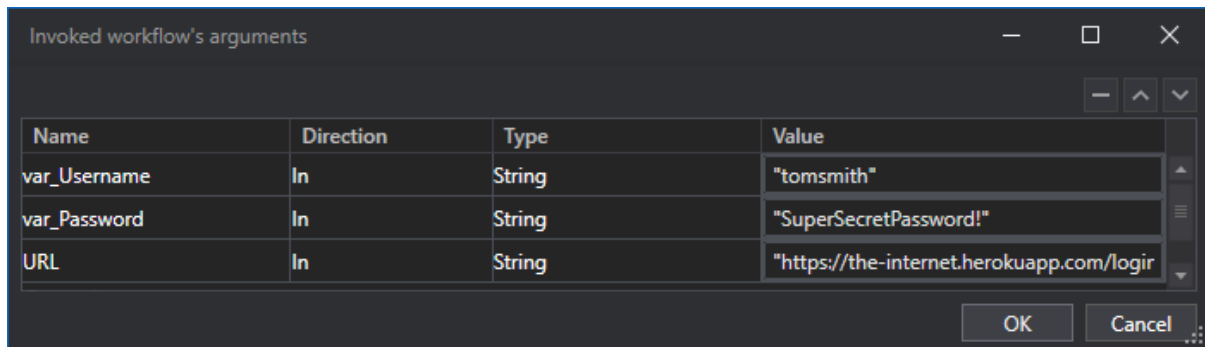 Invoked workflow's arguments
Name Direction Type Value
var_Username In String "tomsmith"
var_Password In String "SuperSecretPassword!"
URL In String "https://the-internet.herokuapp.com/login
OK Cancel